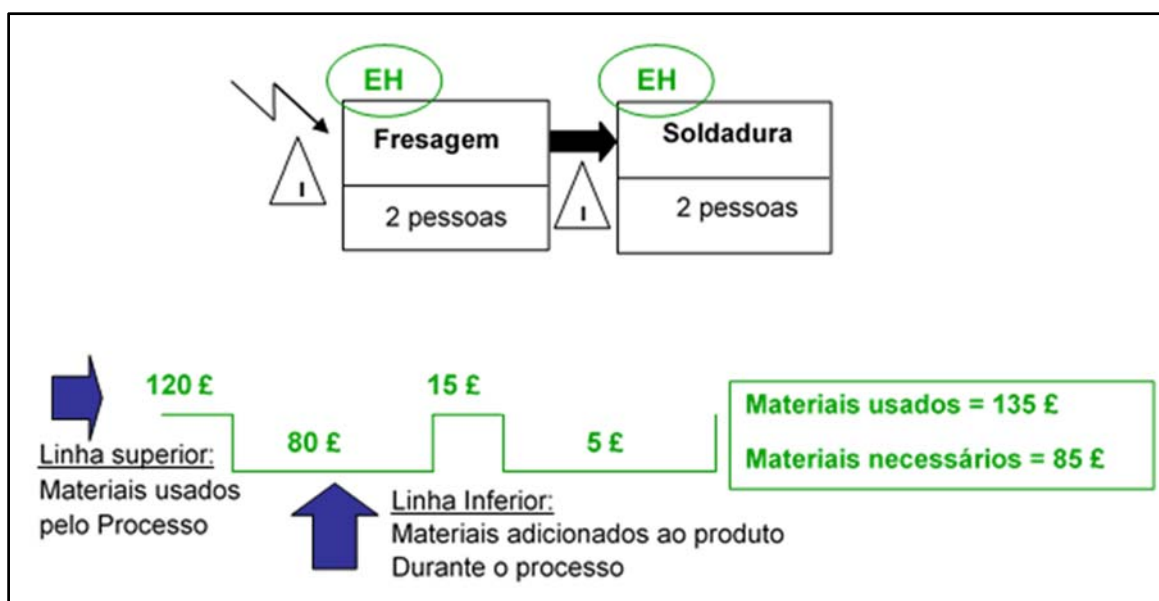 EH
EH
Fresagem
Soldadura
I
I
2 pessoas
2 pessoas
120 £
15 £
80 £
5 £
Materiais usados = 135 £
Materiais necessários = 85 £
Linha superior:
Materiais usados
pelo Processo
Linha Inferior:
Materiais adicionados ao produto
Durante o processo